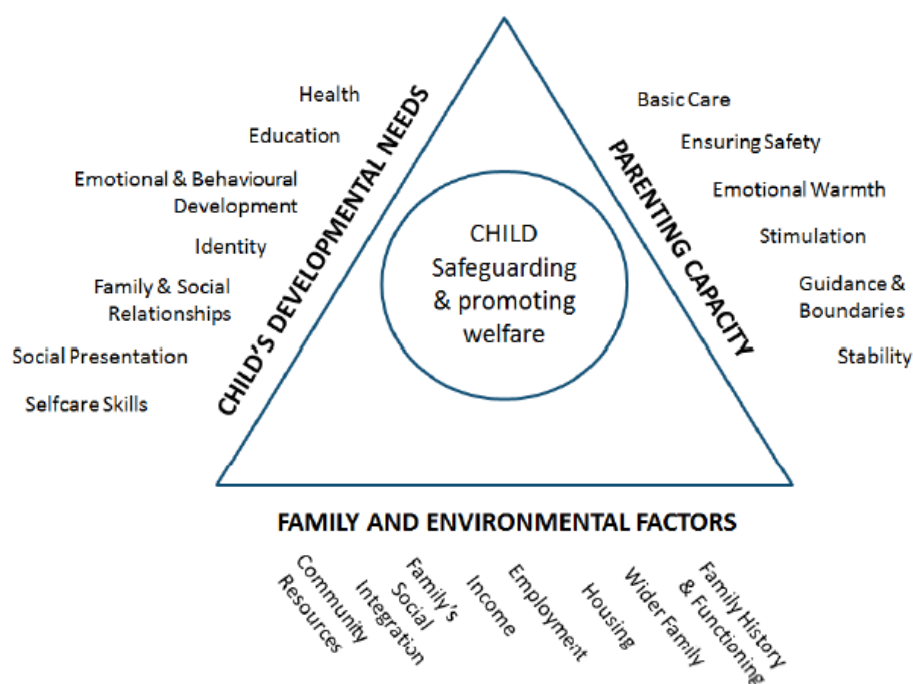 Health
Education
Emotional & Behavioural
Development
Identity
Family & Social
Relationships
Social Presentation
Selfcare Skills
CHILD'S DEVELOPMENTAL NEEDS
CHILD
Safeguarding
& promoting
welfare
PARENTING CAPACITY
Basic Care
Ensuring Safety
Emotional Warmth
Stimulation
Guidance &
Boundaries
Stability
FAMILY AND ENVIRONMENTAL FACTORS
Community
Resources
Family's
Social
Integration
Income
Employment
Housing
Wider Family
Family History
& Functioning